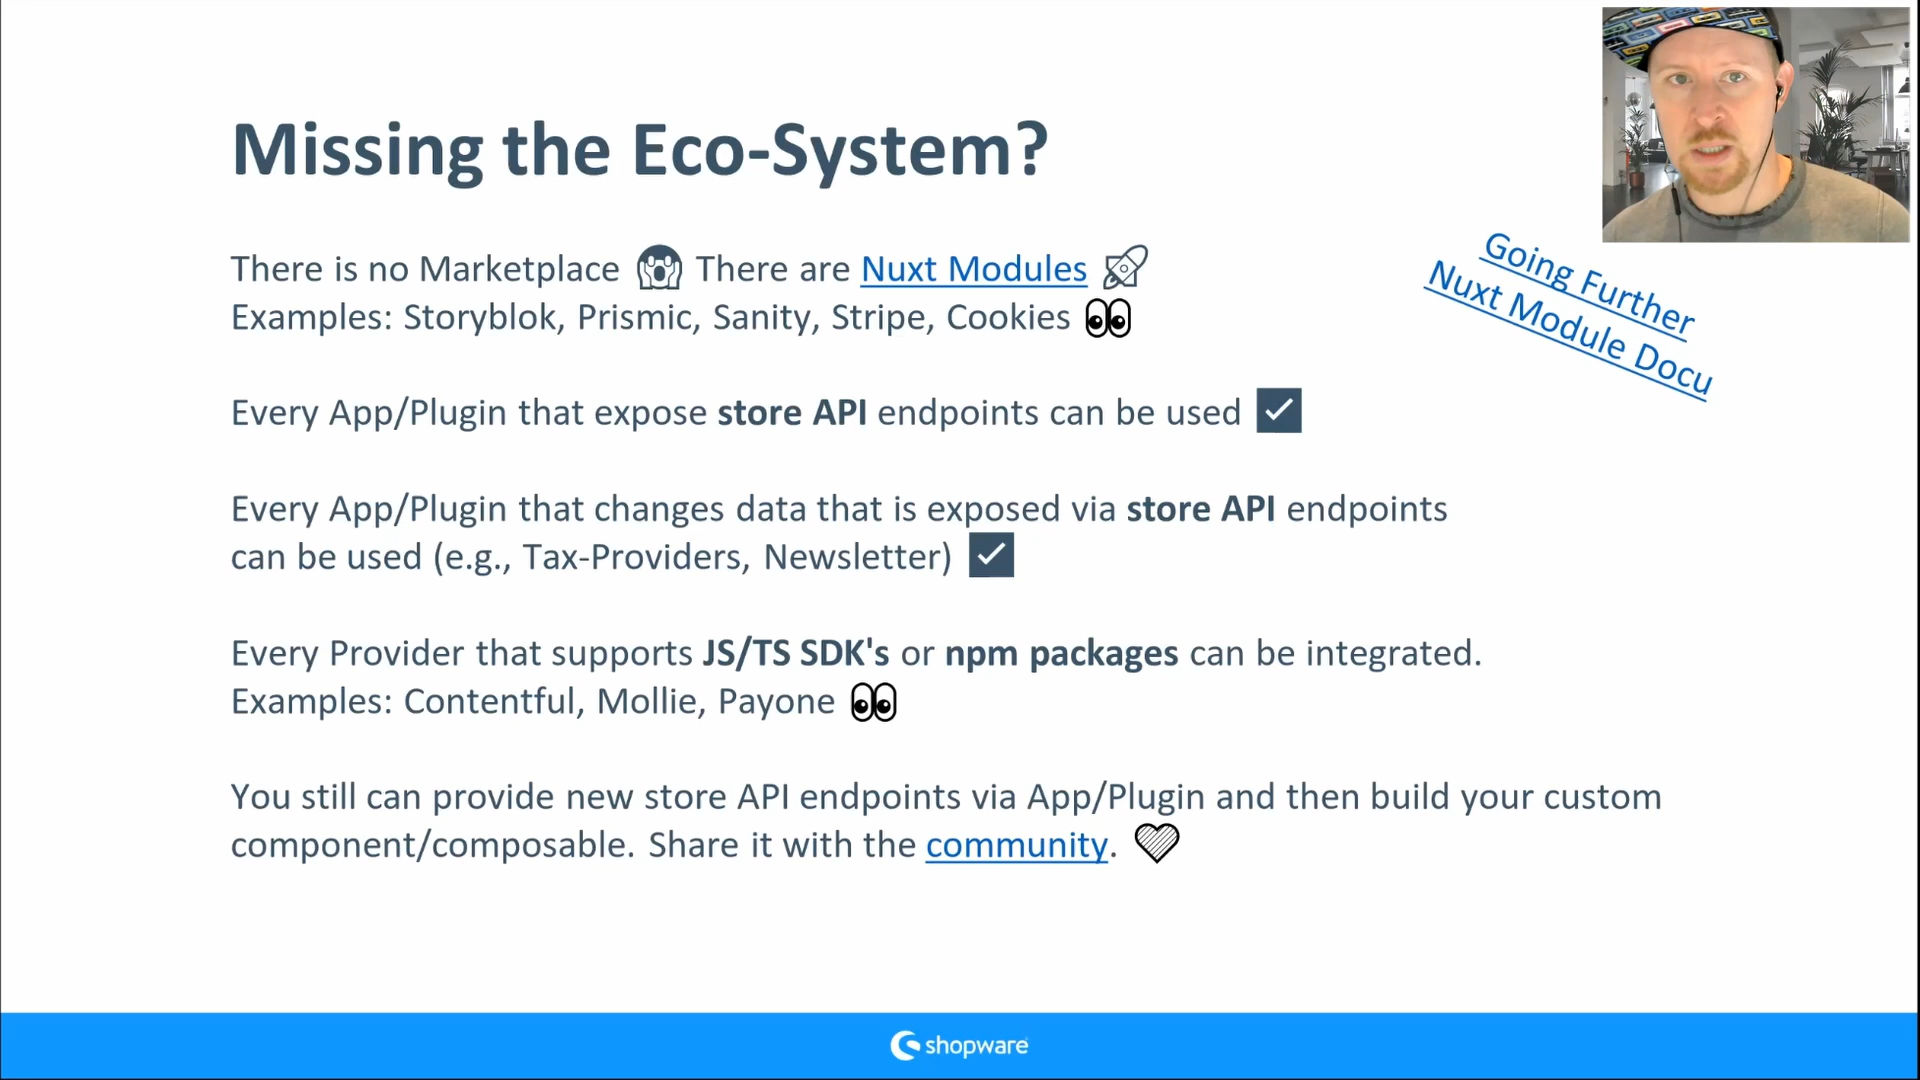 Missing the Eco-System?
There is no Marketplace 😱 There are Nuxt Modules 🚀
Examples: Storyblok, Prismic, Sanity, Stripe, Cookies 👀
Going Further
Nuxt Module Docu
Every App/Plugin that expose store API endpoints can be used ✅
Every App/Plugin that changes data that is exposed via store API endpoints
can be used (e.g., Tax-Providers, Newsletter) ✅
Every Provider that supports JS/TS SDK's or npm packages can be integrated.
Examples: Contentful, Mollie, Payone 👀
You still can provide new store API endpoints via App/Plugin and then build your custom
component/composable. Share it with the community. 🤍
shopware